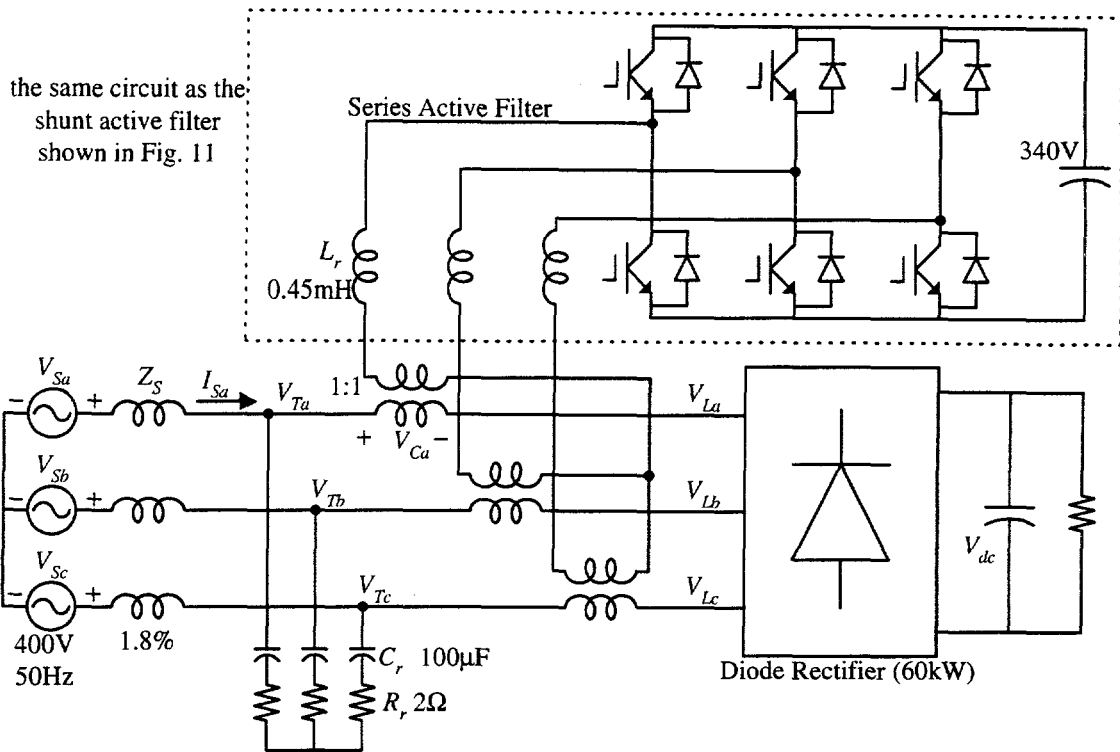 the same circuit as the
shunt active filter
shown in Fig. 11
Series Active Filter
340V
L_r
0.45mH
V_Sa
Z_S
I_Sa
V_Ta
1:1
V_La
− +
+ V_Ca −
V_Sb
− +
V_Tb
V_Lb
V_dc
V_Sc
− +
V_Tc
V_Lc
400V
50Hz
1.8%
C_r 100μF
R_r 2Ω
Diode Rectifier (60kW)